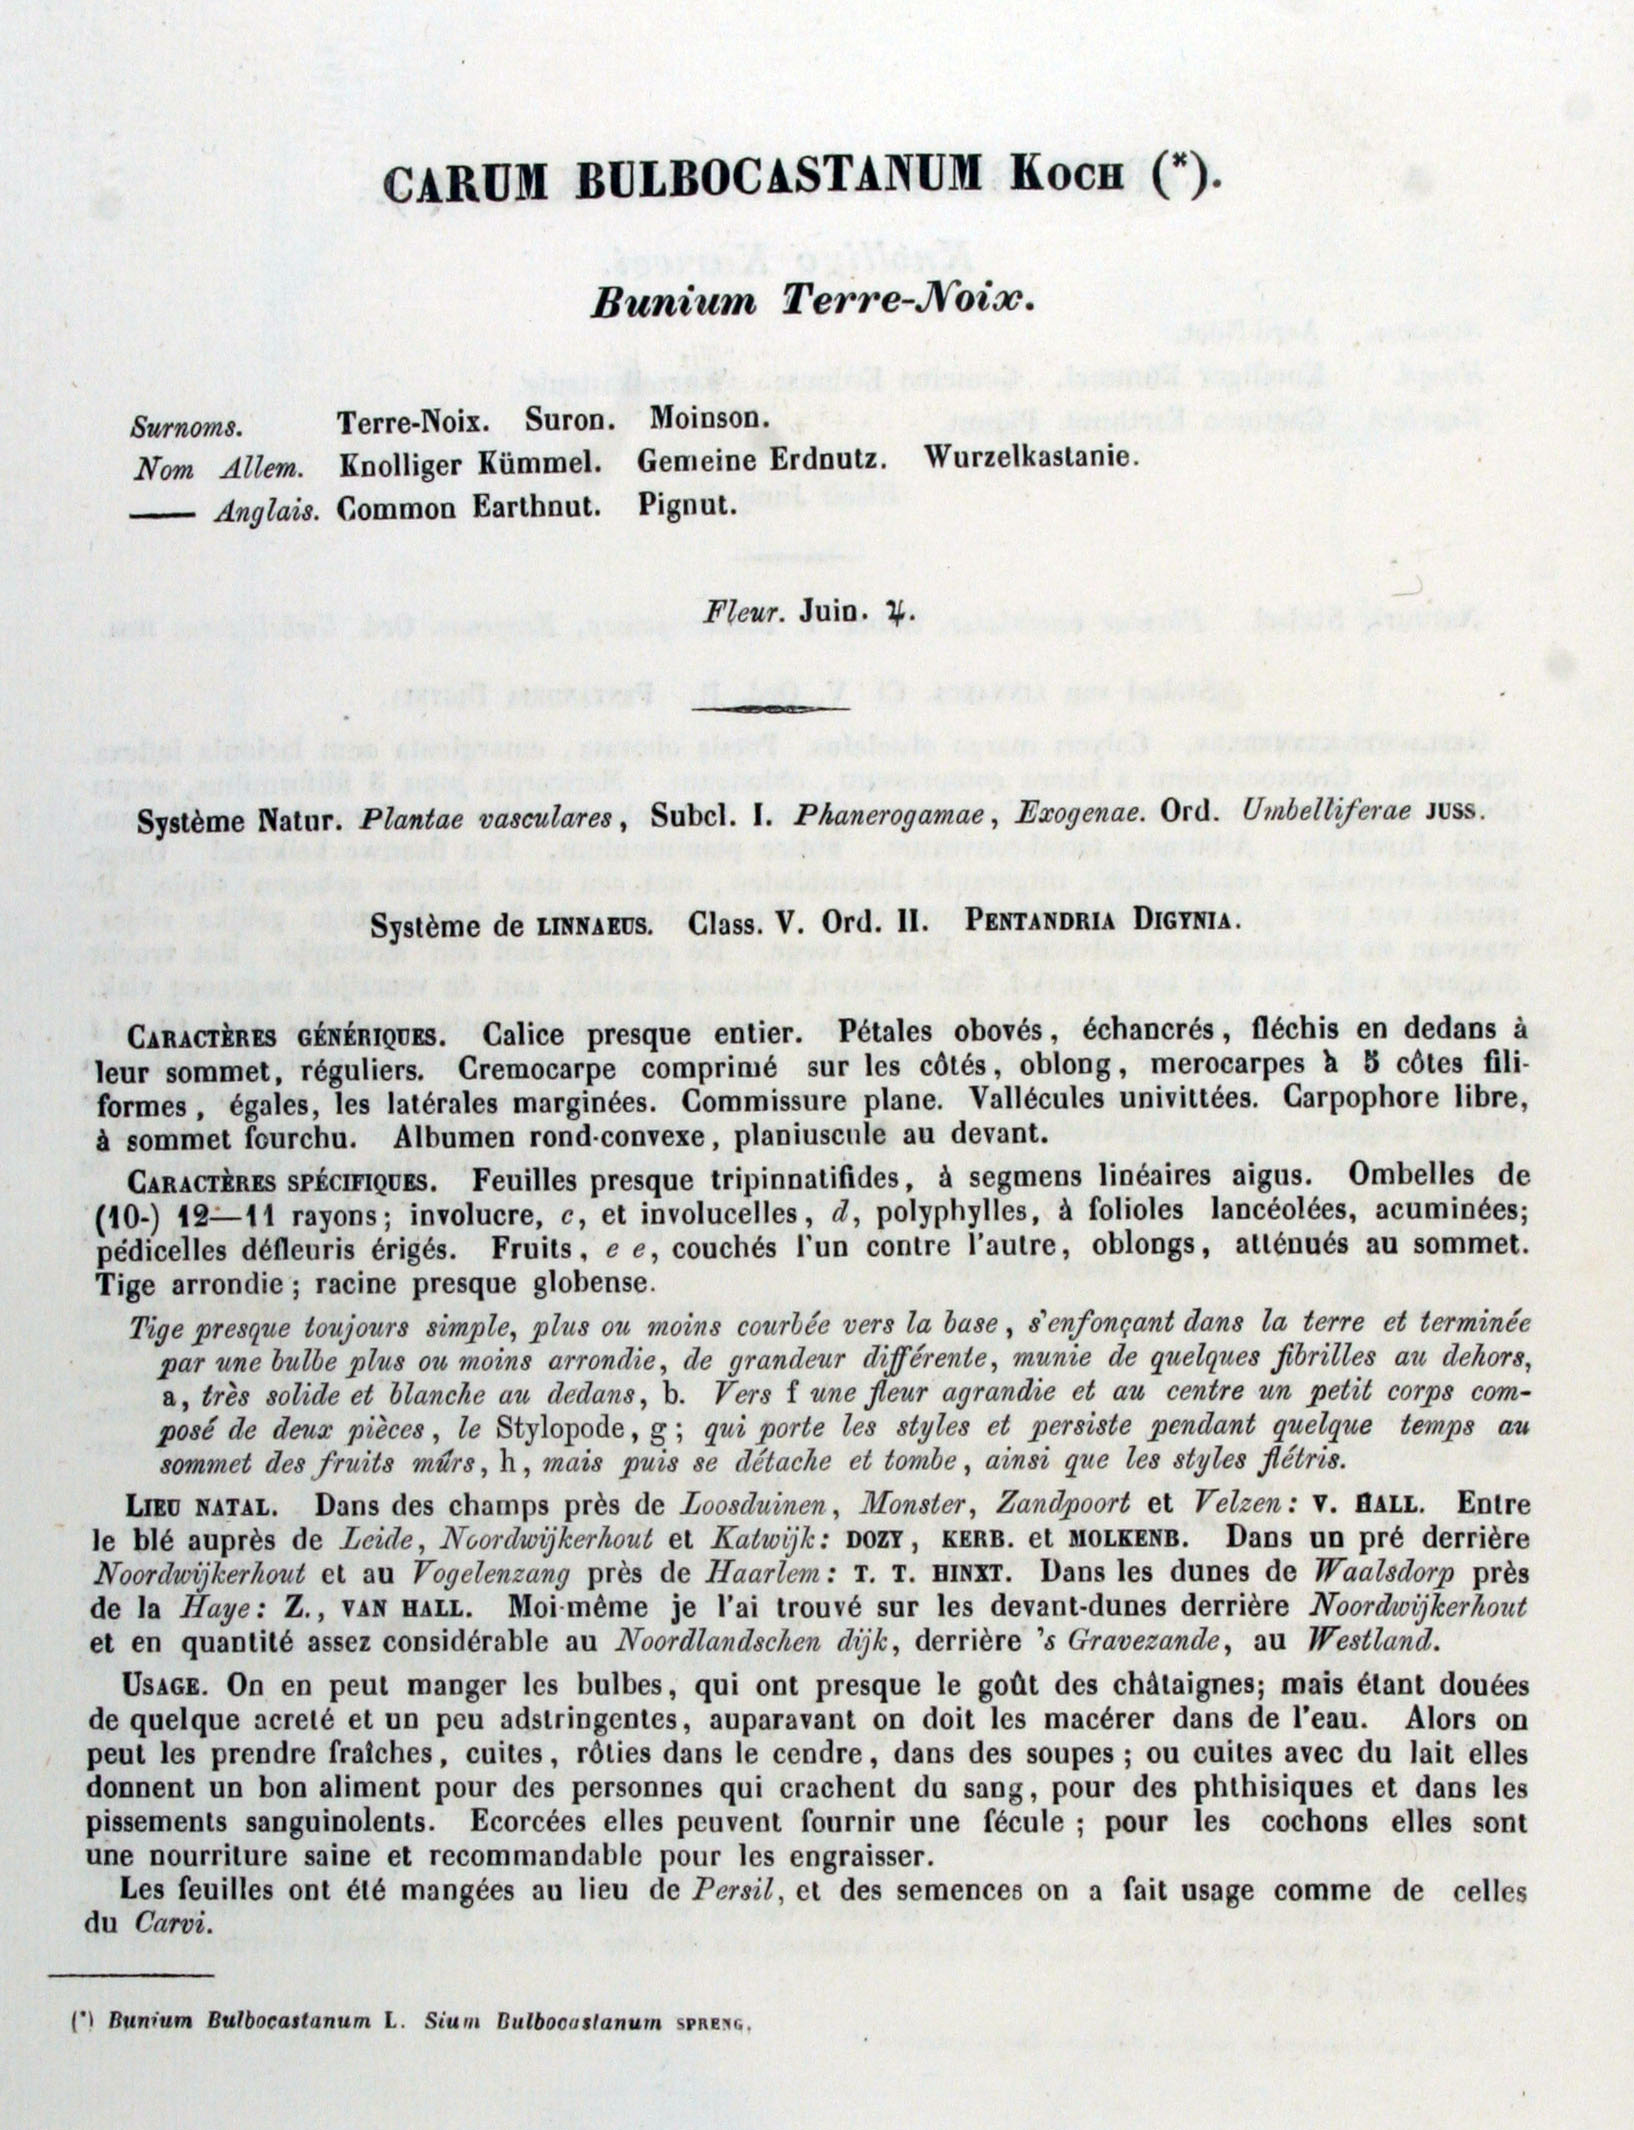 CARUM BULBOCASTANUM KOCH (*).
Bunium Terre-Noix.
Surnoms. Terre-Noix. Suron. Moinson.
Nom Allem. Knolliger Kümmel. Gemeine Erdnutz. Wurzelkastanie.
— Anglais. Common Earthnut. Pignut.
Fleur. Juin. ♃.
Système Natur. Plantae vasculares, Subcl. I. Phanerogamae, Exogenae. Ord. Umbelliferae JUSS.
Système de LINNAEUS. Class. V. Ord. II. PENTANDRIA DIGYNIA.
CARACTÈRES GÉNÉRIQUES. Calice presque entier. Pétales obovés, échancrés, fléchis en dedans à
leur sommet, réguliers. Cremocarpe comprimé sur les côtés, oblong, merocarpes à 5 côtes fili-
formes, égales, les latérales marginées. Commissure plane. Vallécules univittées. Carpophore libre,
à sommet fourchu. Albumen rond-convexe, planiuscule au devant.
CARACTÈRES SPÉCIFIQUES. Feuilles presque tripinnatifides, à segmens linéaires aigus. Ombelles de
(10-) 12—11 rayons; involucre, c, et involucelles, d, polyphylles, à folioles lancéolées, acuminées;
pédicelles défleuris érigés. Fruits, e e, couchés l'un contre l'autre, oblongs, atténués au sommet.
Tige arrondie; racine presque globense.
Tige presque toujours simple, plus ou moins courbée vers la base, s'enfonçant dans la terre et terminée
par une bulbe plus ou moins arrondie, de grandeur différente, munie de quelques fibrilles au dehors,
a, très solide et blanche au dedans, b. Vers f une fleur agrandie et au centre un petit corps com-
posé de deux pièces, le Stylopode, g; qui porte les styles et persiste pendant quelque temps au
sommet des fruits mûrs, h, mais puis se détache et tombe, ainsi que les styles flétris.
LIEU NATAL. Dans des champs près de Loosduinen, Monster, Zandpoort et Velzen: V. HALL. Entre
le blé auprès de Leide, Noordwijkerhout et Katwijk: DOZY, KERB. et MOLKENB. Dans un pré derrière
Noordwijkerhout et au Vogelenzang près de Haarlem: T. T. HINXT. Dans les dunes de Waalsdorp près
de la Haye: Z., VAN HALL. Moi-même je l'ai trouvé sur les devant-dunes derrière Noordwijkerhout
et en quantité assez considérable au Noordlandschen dijk, derrière 's Gravezande, au Westland.
USAGE. On en peut manger les bulbes, qui ont presque le goût des châtaignes; mais étant douées
de quelque acreté et un peu adstringentes, auparavant on doit les macérer dans de l'eau. Alors on
peut les prendre fraîches, cuites, rôties dans le cendre, dans des soupes; ou cuites avec du lait elles
donnent un bon aliment pour des personnes qui crachent du sang, pour des phthisiques et dans les
pissements sanguinolents. Ecorcées elles peuvent fournir une fécule; pour les cochons elles sont
une nourriture saine et recommandable pour les engraisser.
Les feuilles ont été mangées au lieu de Persil, et des semences on a fait usage comme de celles
du Carvi.
(*) Bunium Bulbocastanum L. Sium Bulbocastanum SPRENG.